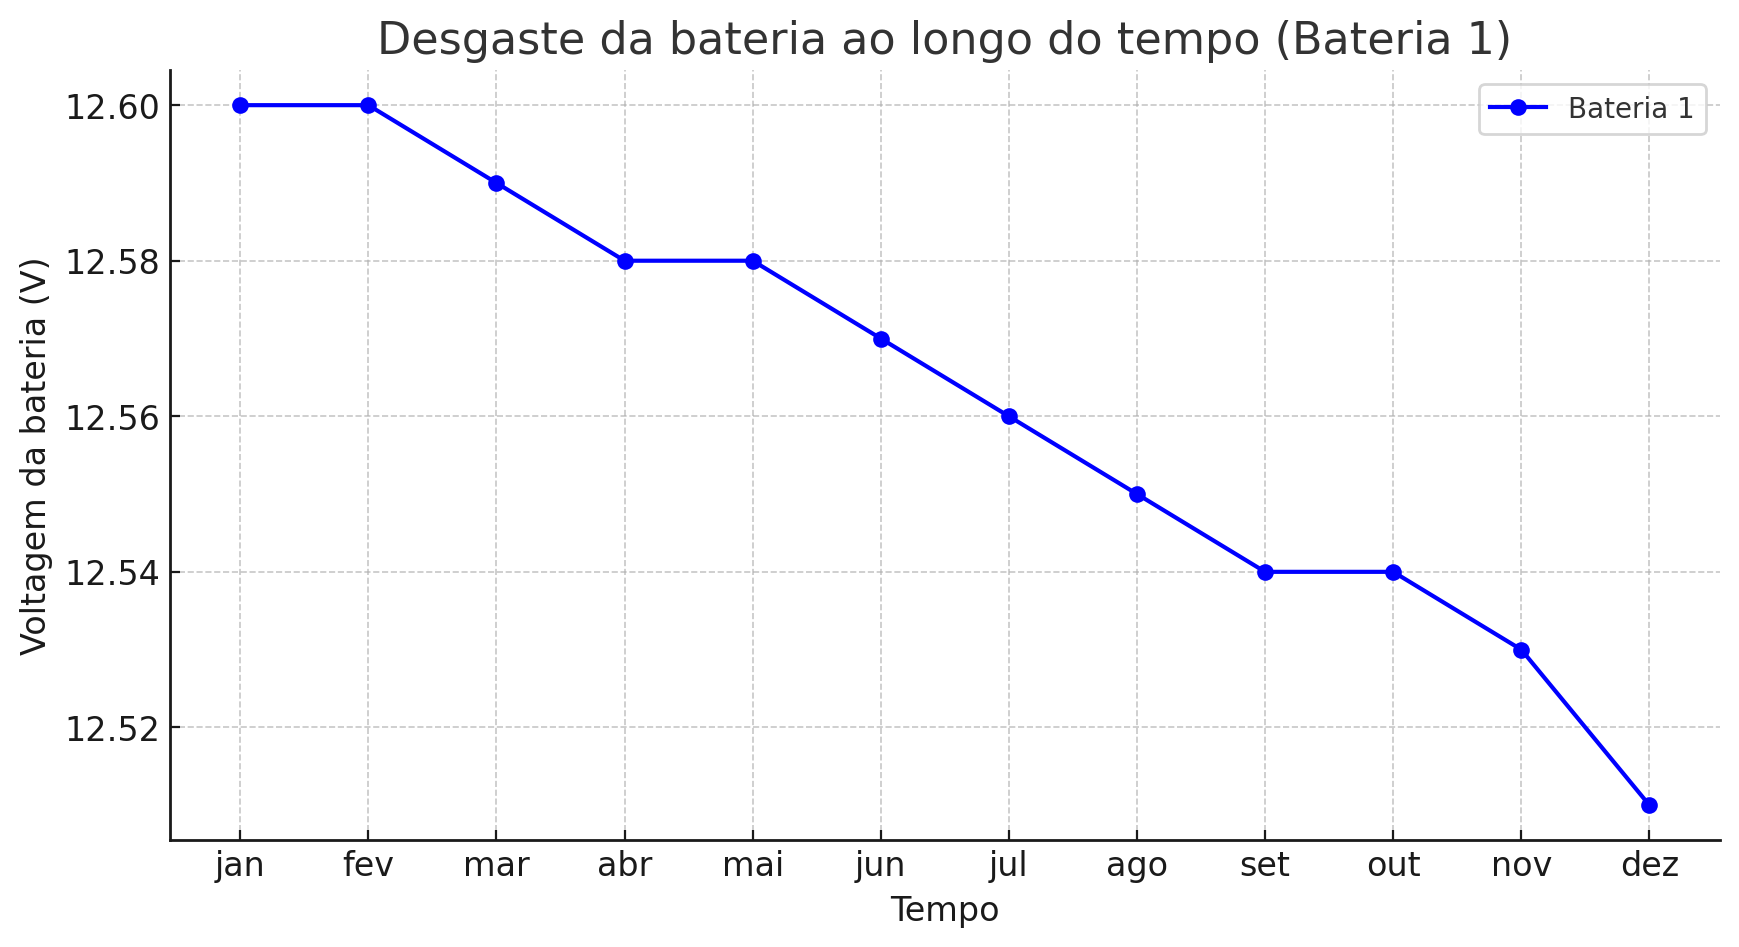 Desgaste da bateria ao longo do tempo (Bateria 1)
Bateria 1
Voltagem da bateria (V)
12.60
12.58
12.56
12.54
12.52
jan fev mar abr mai jun jul ago set out nov dez
Tempo